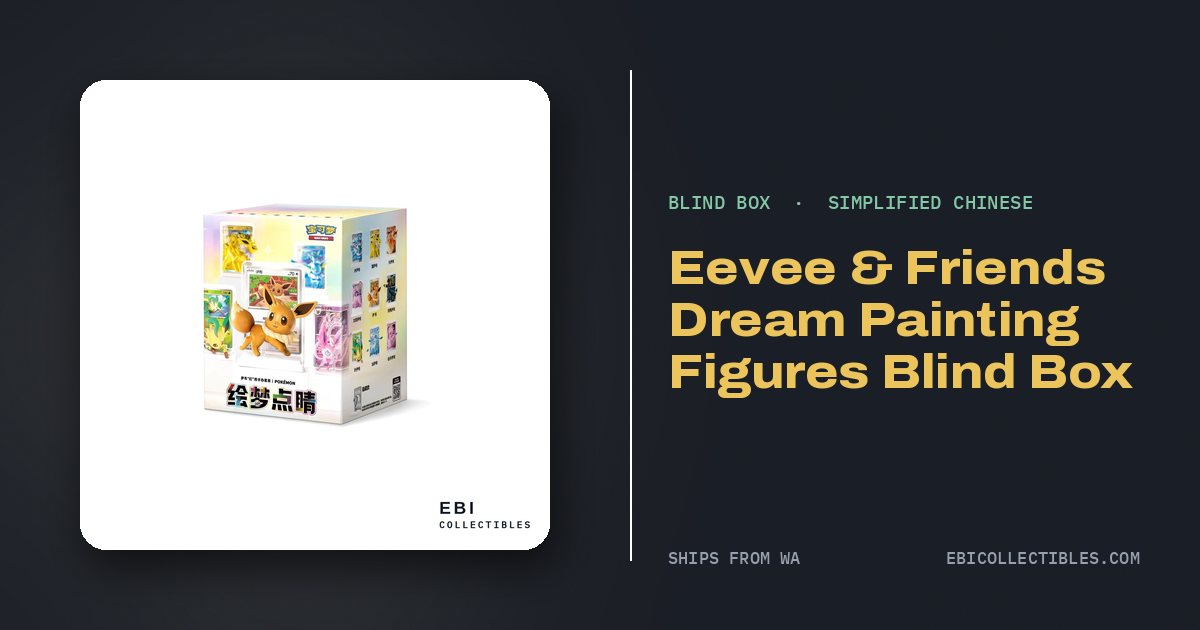 宝可梦
POKÉMON
绘梦点睛
EBI
COLLECTIBLES
BLIND BOX · SIMPLIFIED CHINESE
Eevee & Friends
Dream Painting
Figures Blind Box
SHIPS FROM WA
EBICOLLECTIBLES.COM